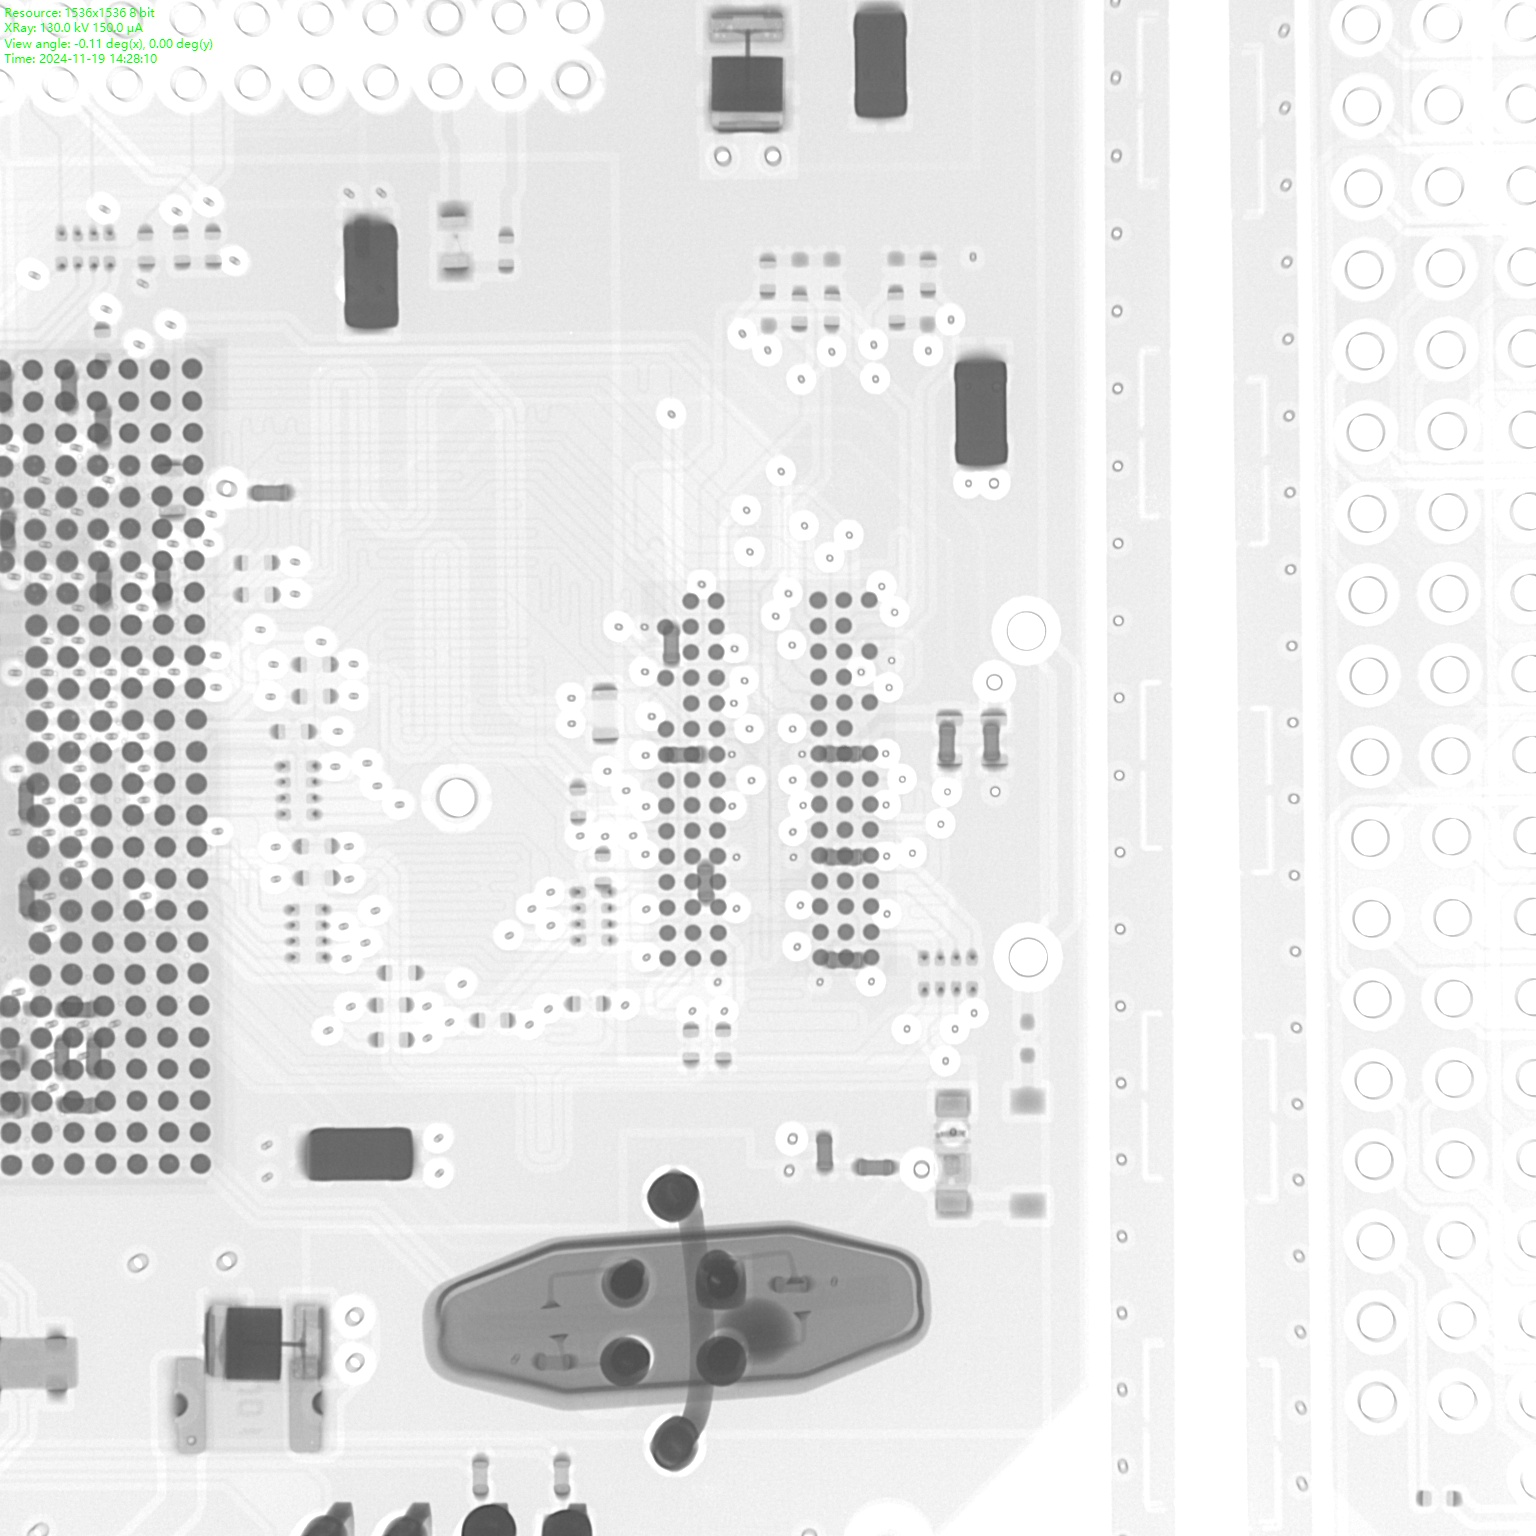 Resource: 1536x1536 8 bit
XRay: 130.0 kV 150.0 µA
View angle: -0.11 deg(x), 0.00 deg(y)
Time: 2024-11-19 14:28:10